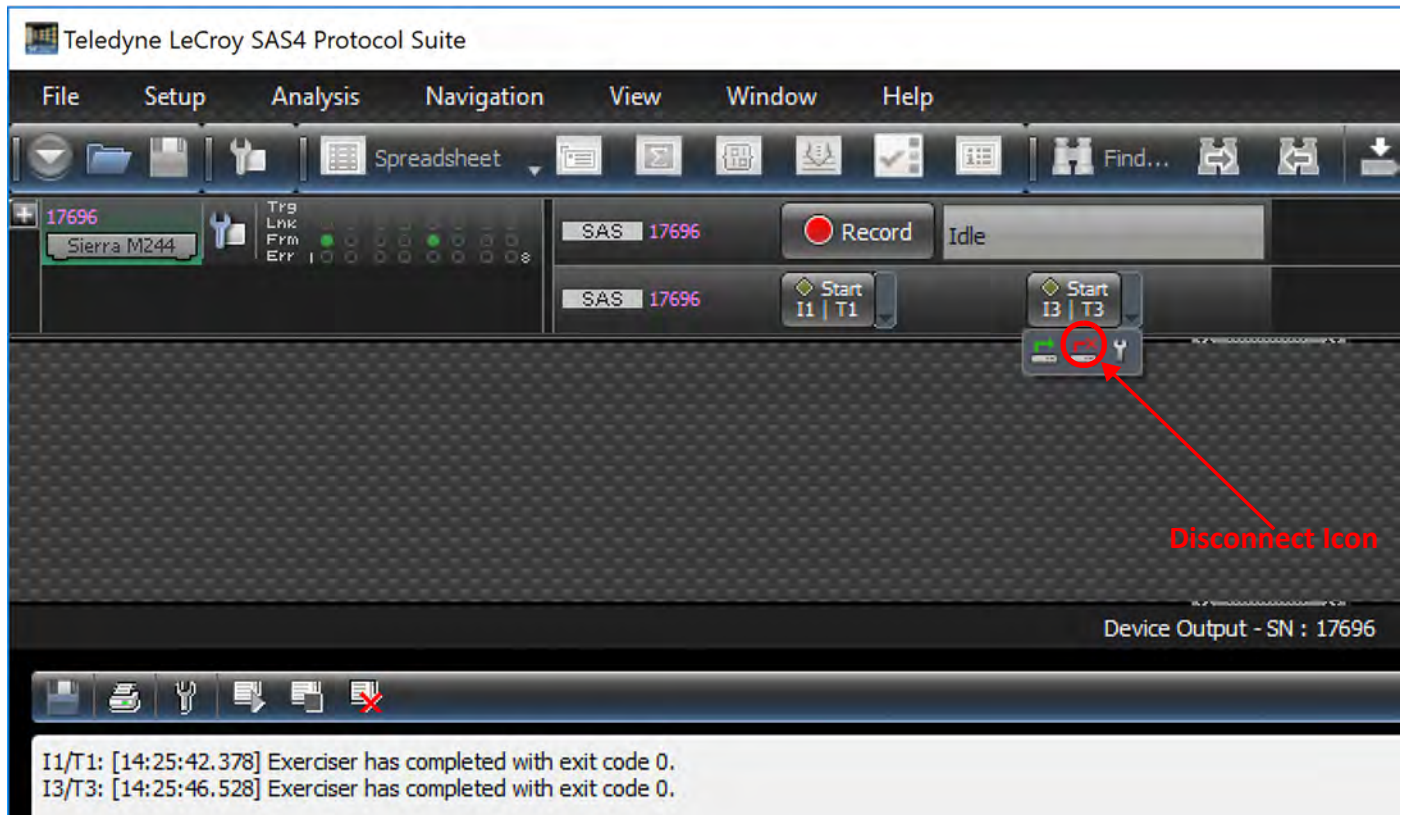 Teledyne LeCroy SAS4 Protocol Suite
File Setup Analysis Navigation View Window Help
Spreadsheet Find...
17696
Sierra M244
Trg
Lnk
Frm
Err 1 8
SAS 17696 Record Idle
SAS 17696
Start
I1 | T1
Start
I3 | T3
Disconnect Icon
Device Output - SN : 17696
I1/T1: [14:25:42.378] Exerciser has completed with exit code 0.
I3/T3: [14:25:46.528] Exerciser has completed with exit code 0.